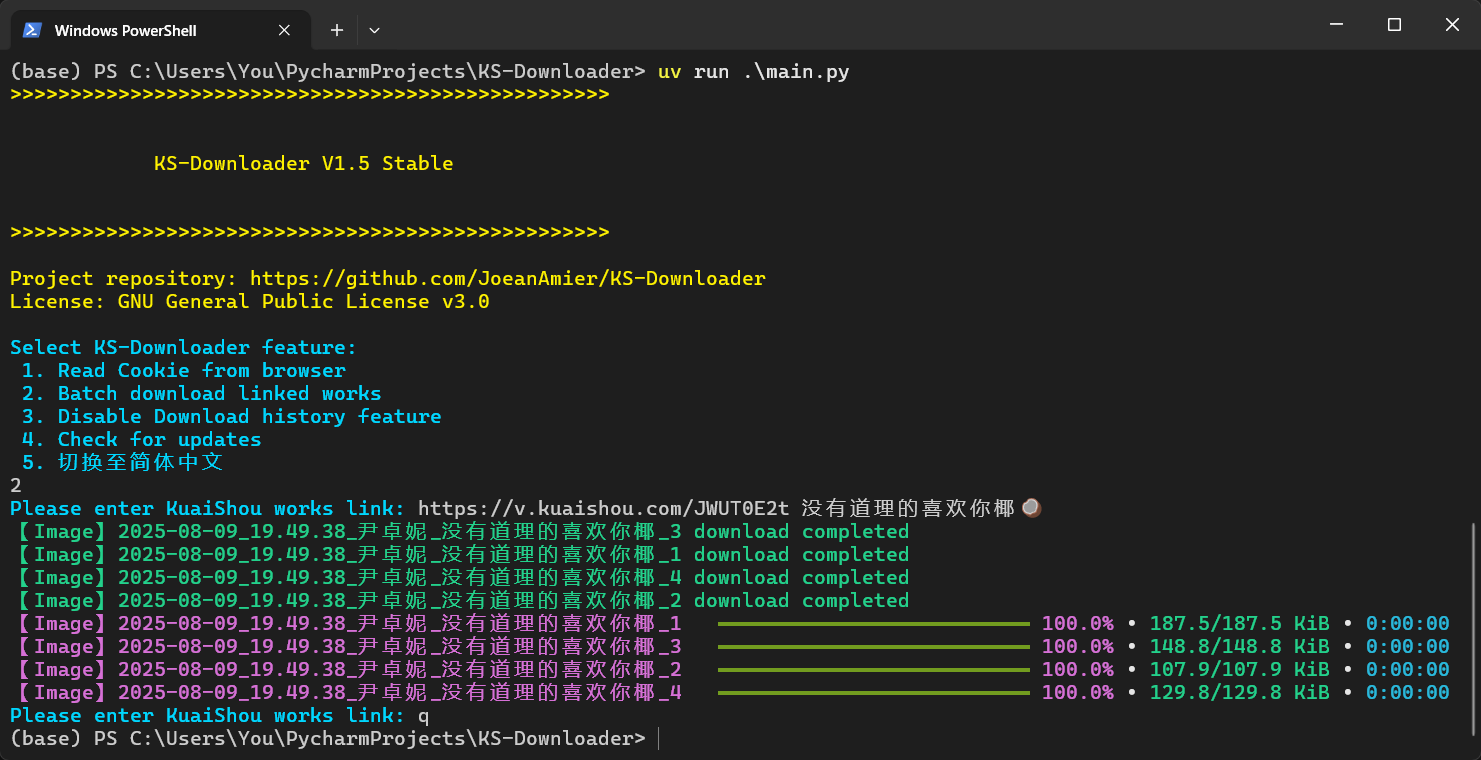 Windows PowerShell
(base) PS C:\Users\You\PycharmProjects\KS-Downloader> uv run .\main.py
>>>>>>>>>>>>>>>>>>>>>>>>>>>>>>>>>>>>>>>>>>>>>>>>>>
KS-Downloader V1.5 Stable
>>>>>>>>>>>>>>>>>>>>>>>>>>>>>>>>>>>>>>>>>>>>>>>>>>
Project repository: https://github.com/JoeanAmier/KS-Downloader
License: GNU General Public License v3.0
Select KS-Downloader feature:
1. Read Cookie from browser
2. Batch download linked works
3. Disable Download history feature
4. Check for updates
5. 切换至简体中文
2
Please enter KuaiShou works link: https://v.kuaishou.com/JWUT0E2t 没有道理的喜欢你椰🥥
【Image】2025-08-09_19.49.38_尹卓妮_没有道理的喜欢你椰_3 download completed
【Image】2025-08-09_19.49.38_尹卓妮_没有道理的喜欢你椰_1 download completed
【Image】2025-08-09_19.49.38_尹卓妮_没有道理的喜欢你椰_4 download completed
【Image】2025-08-09_19.49.38_尹卓妮_没有道理的喜欢你椰_2 download completed
【Image】2025-08-09_19.49.38_尹卓妮_没有道理的喜欢你椰_1 100.0% • 187.5/187.5 KiB • 0:00:00
【Image】2025-08-09_19.49.38_尹卓妮_没有道理的喜欢你椰_3 100.0% • 148.8/148.8 KiB • 0:00:00
【Image】2025-08-09_19.49.38_尹卓妮_没有道理的喜欢你椰_2 100.0% • 107.9/107.9 KiB • 0:00:00
【Image】2025-08-09_19.49.38_尹卓妮_没有道理的喜欢你椰_4 100.0% • 129.8/129.8 KiB • 0:00:00
Please enter KuaiShou works link: q
(base) PS C:\Users\You\PycharmProjects\KS-Downloader>